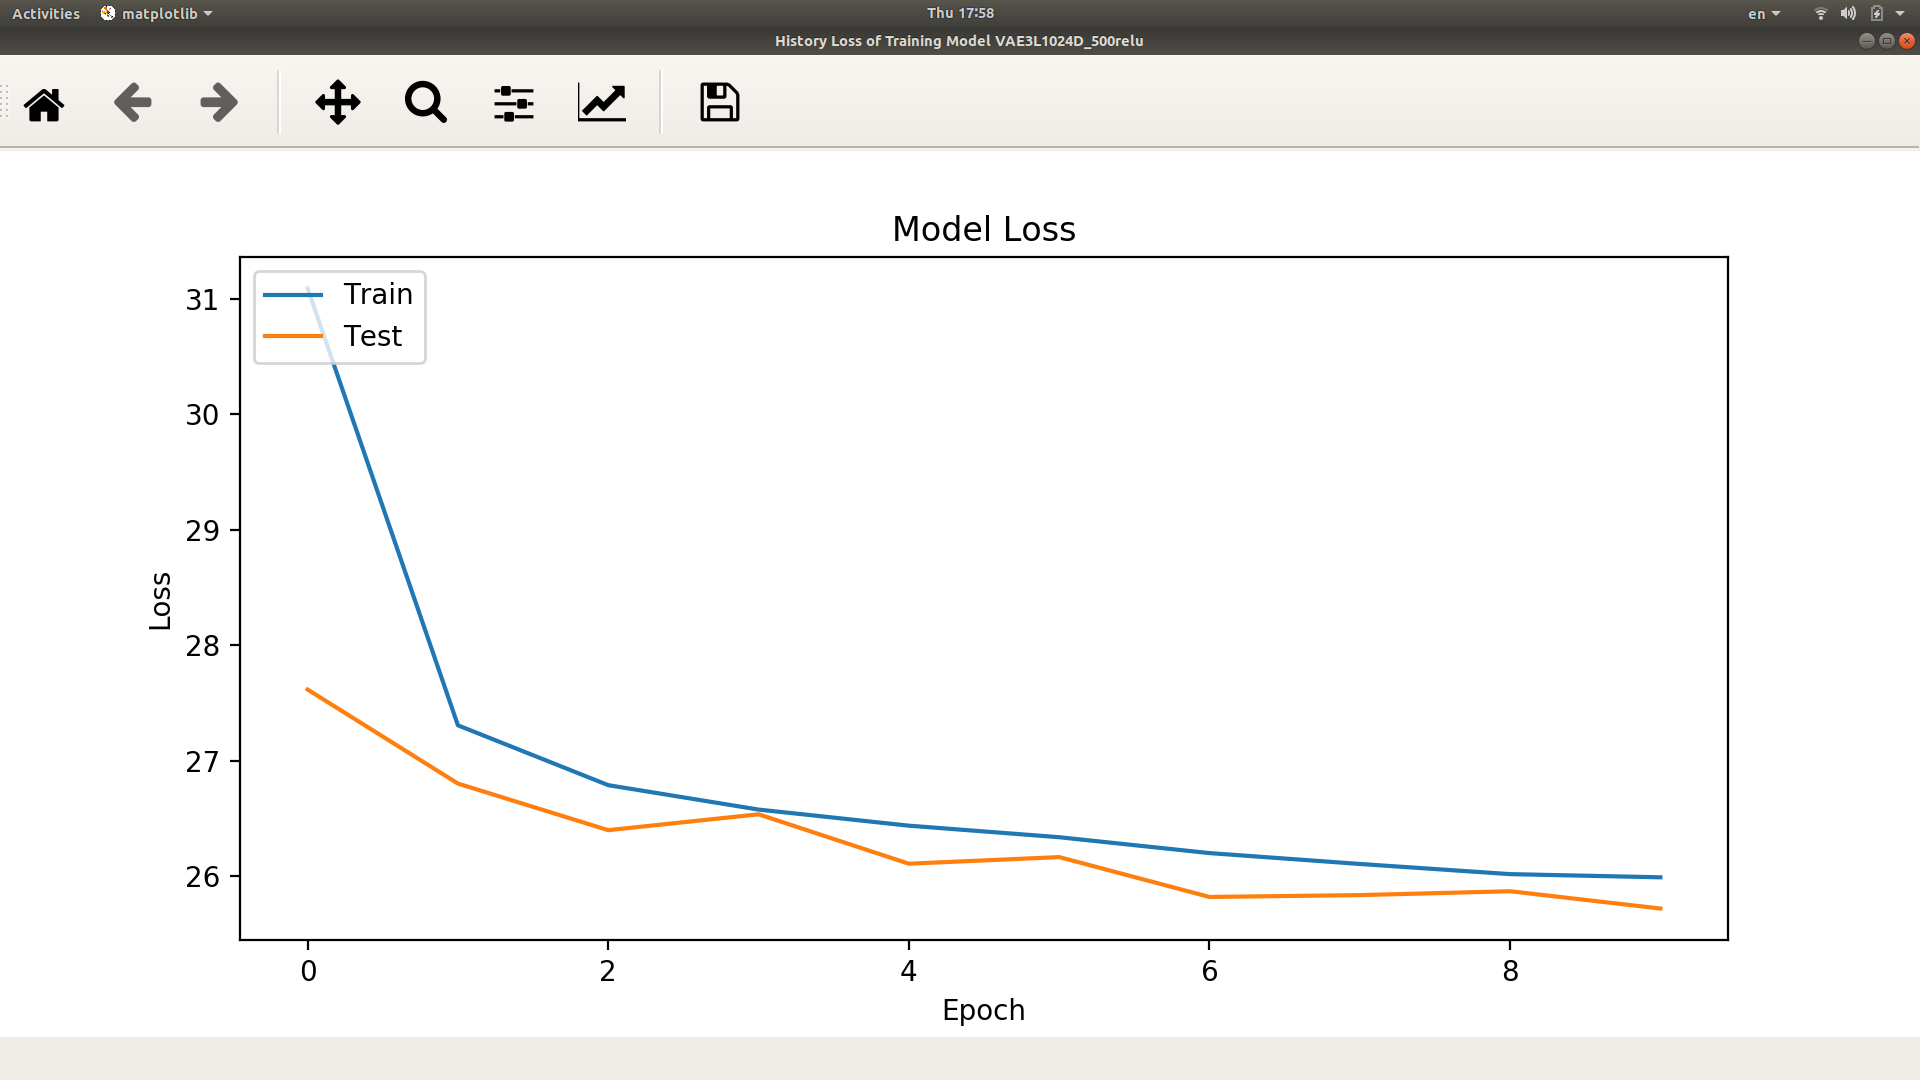 Activities
matplotlib
Thu 17:58
en
History Loss of Training Model VAE3L1024D_500relu
Model Loss
Train
Test
31
30
29
28
27
26
Loss
0 2 4 6 8
Epoch